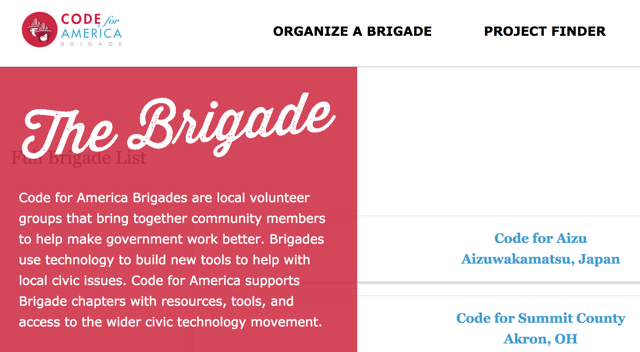 CODE for
AMERICA
BRIGADE
ORGANIZE A BRIGADE
PROJECT FINDER
The Brigade
Full Brigade List
Code for America Brigades are local volunteer
groups that bring together community members
to help make government work better. Brigades
use technology to build new tools to help with
local civic issues. Code for America supports
Brigade chapters with resources, tools, and
access to the wider civic technology movement.
Code for Aizu
Aizuwakamatsu, Japan
Code for Summit County
Akron, OH